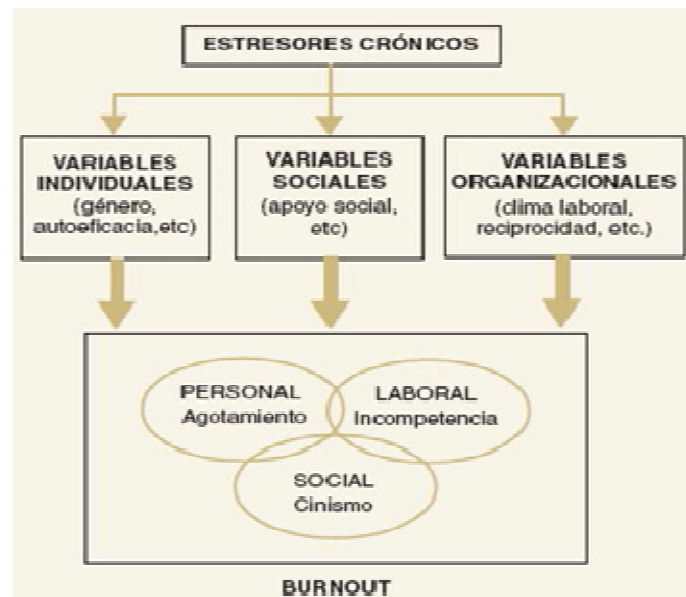 ESTRESORES CRÓNICOS
VARIABLES
INDIVIDUALES
(género,
autoeficacia,etc)
VARIABLES
SOCIALES
(apoyo social,
etc)
VARIABLES
ORGANIZACIONALES
(clima laboral,
reciprocidad, etc.)
PERSONAL
Agotamiento
LABORAL
Incompetencia
SOCIAL
Cinismo
BURNOUT